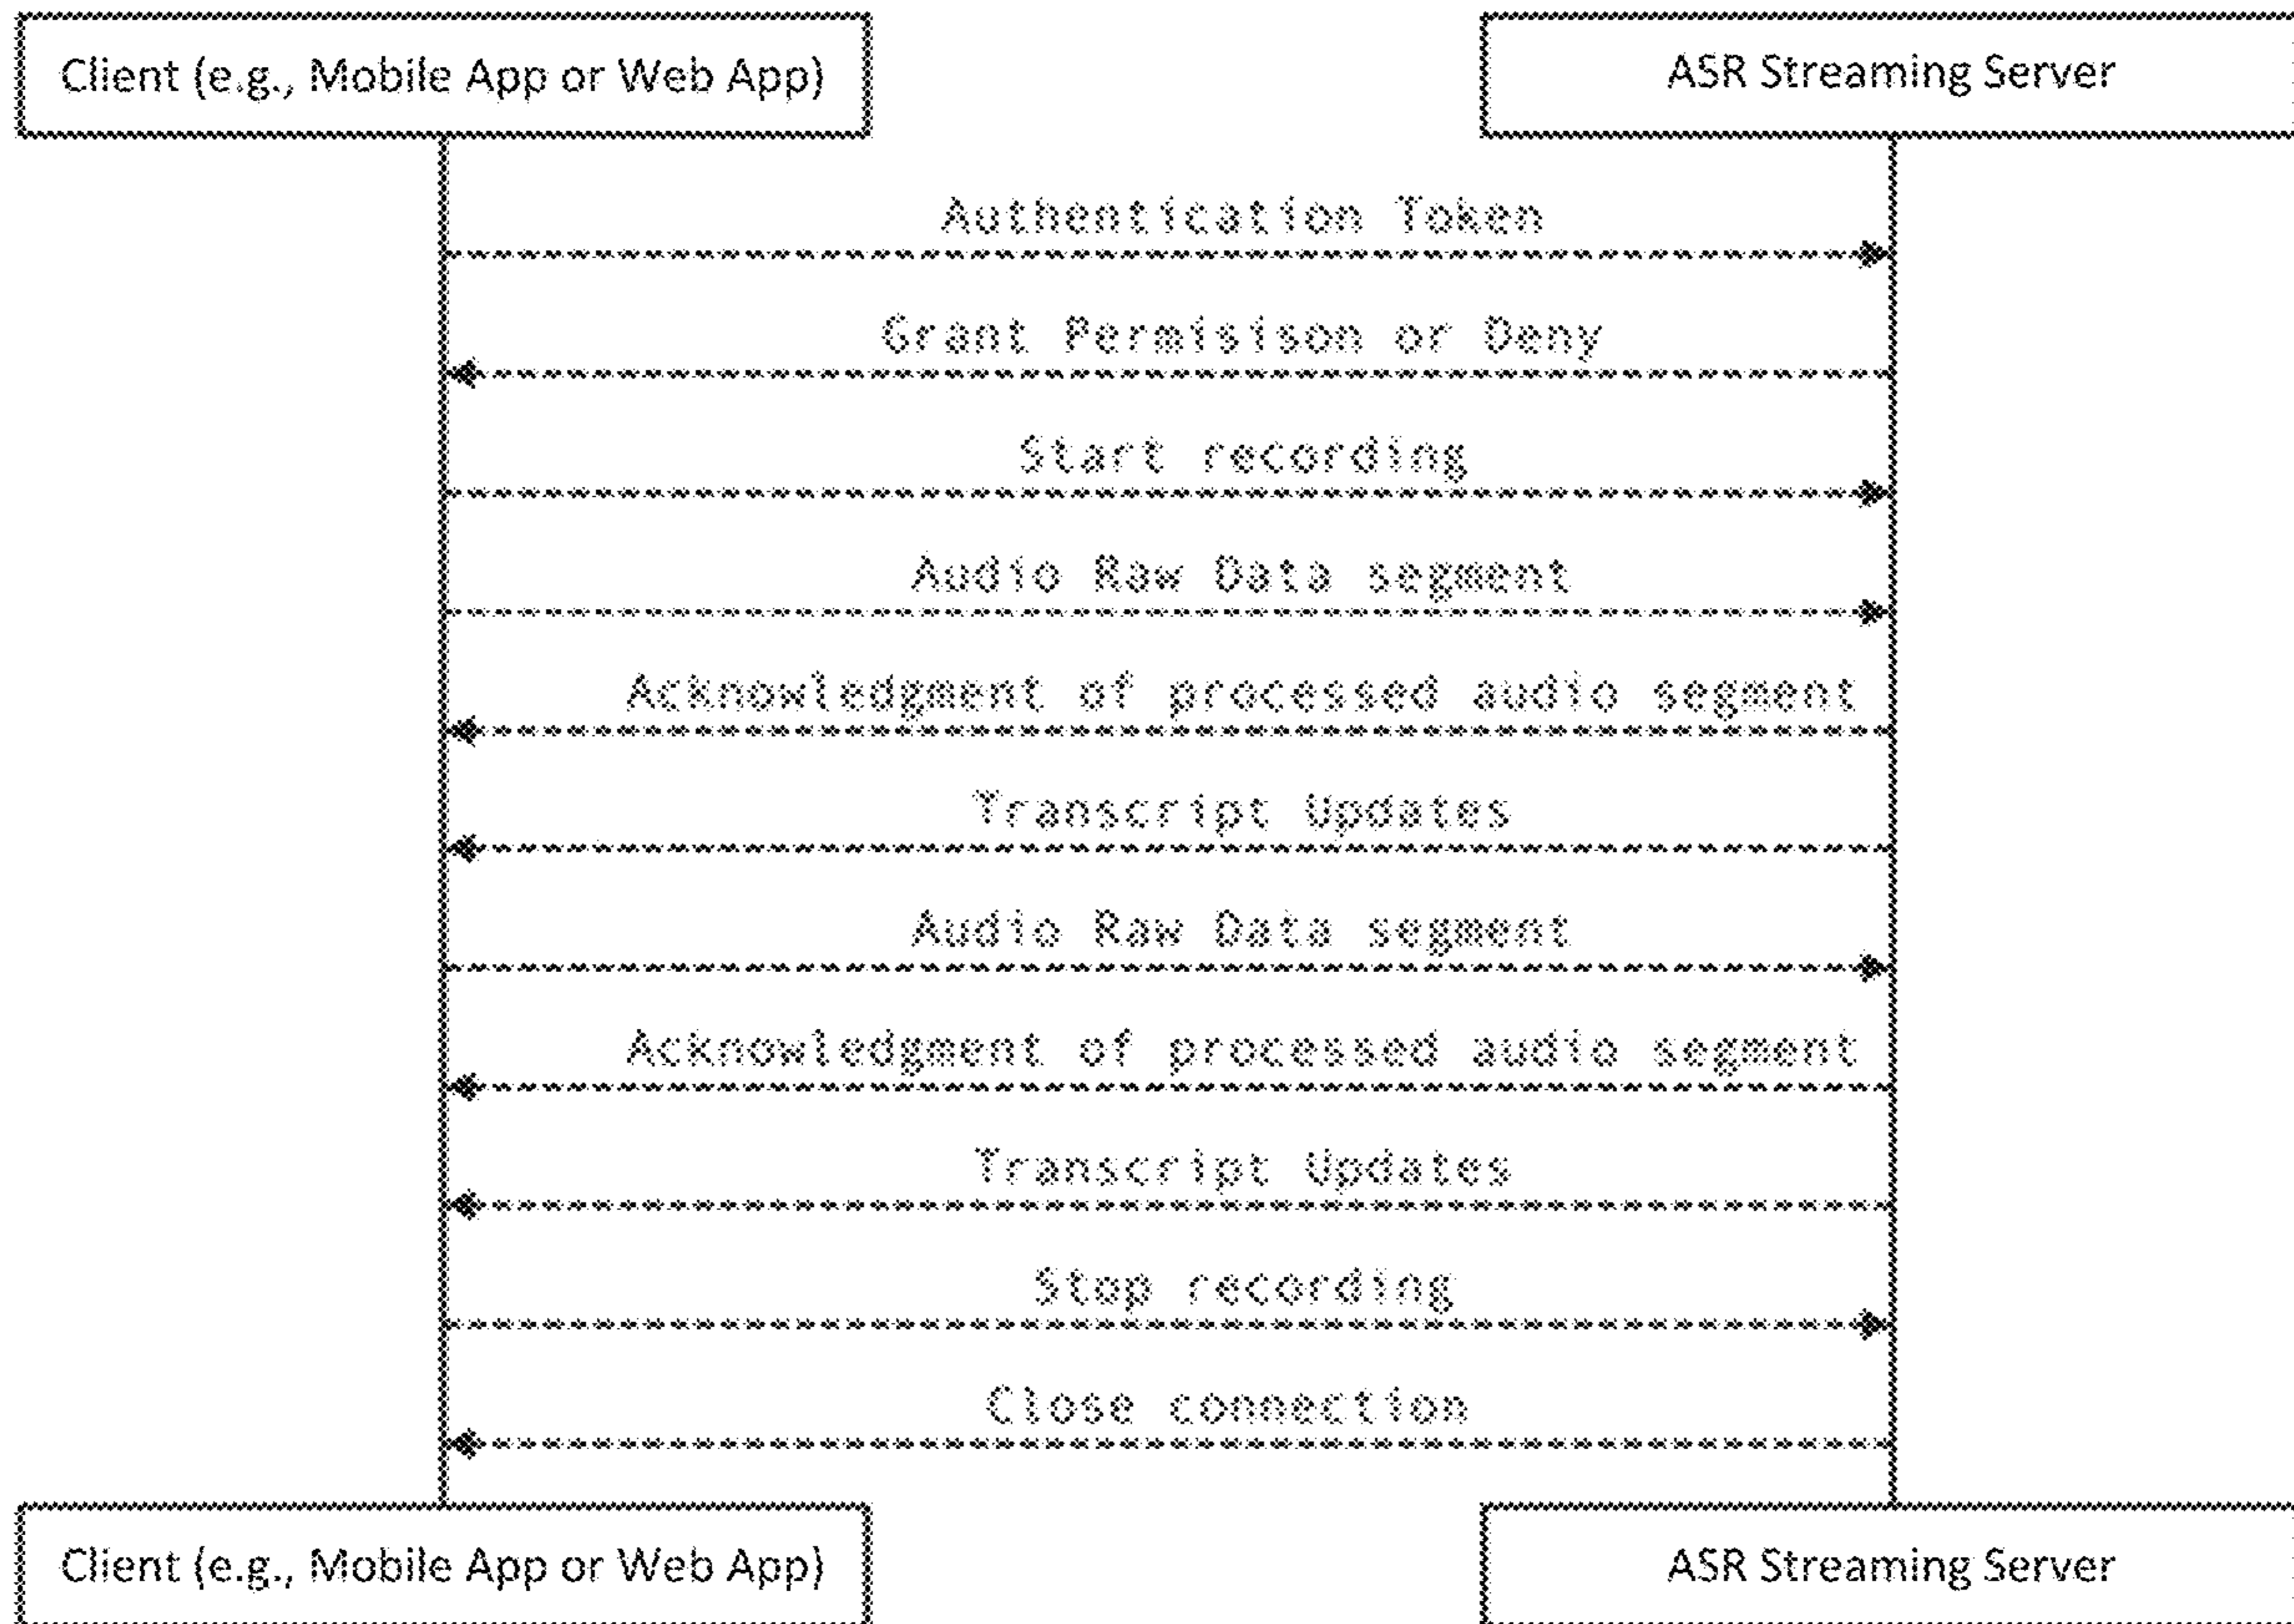 Client (e.g., Mobile App or Web App)
ASR Streaming Server
Authentication Token
Grant Permisison or Deny
Start recording
Audio Raw Data segment
Acknowledgment of processed audio segment
Transcript Updates
Audio Raw Data segment
Acknowledgment of processed audio segment
Transcript Updates
Stop recording
Close connection
Client (e.g., Mobile App or Web App)
ASR Streaming Server